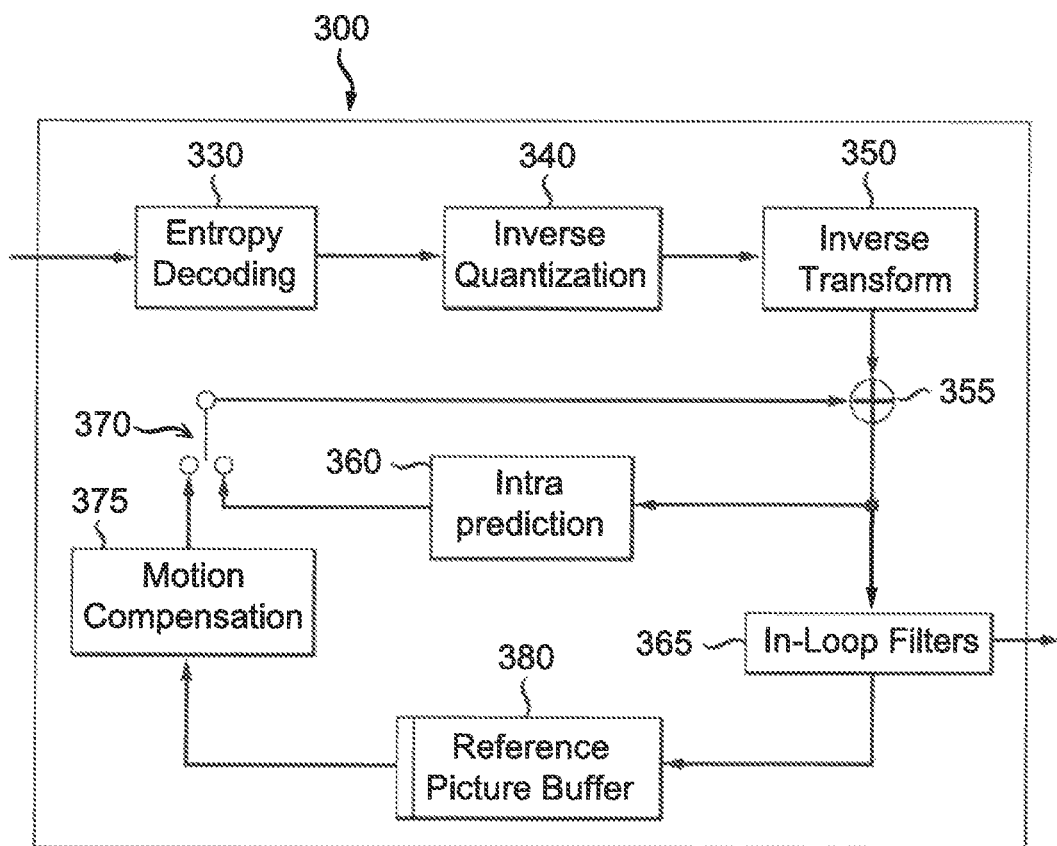 300
330
340
350
Entropy
Decoding
Inverse
Quantization
Inverse
Transform
355
370
360
Intra
prediction
375
Motion
Compensation
365
In-Loop Filters
380
Reference
Picture Buffer